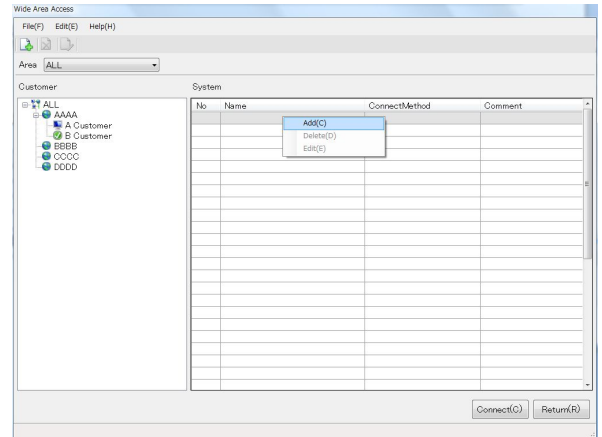 Wide Area Access
File(F) Edit(E) Help(H)
Area ALL
Customer System
ALL
AAAA
A Customer
B Customer
BBBB
CCCC
DDDD
No Name ConnectMethod Comment
Add(C)
Delete(D)
Edit(E)
Connect(C) Return(R)